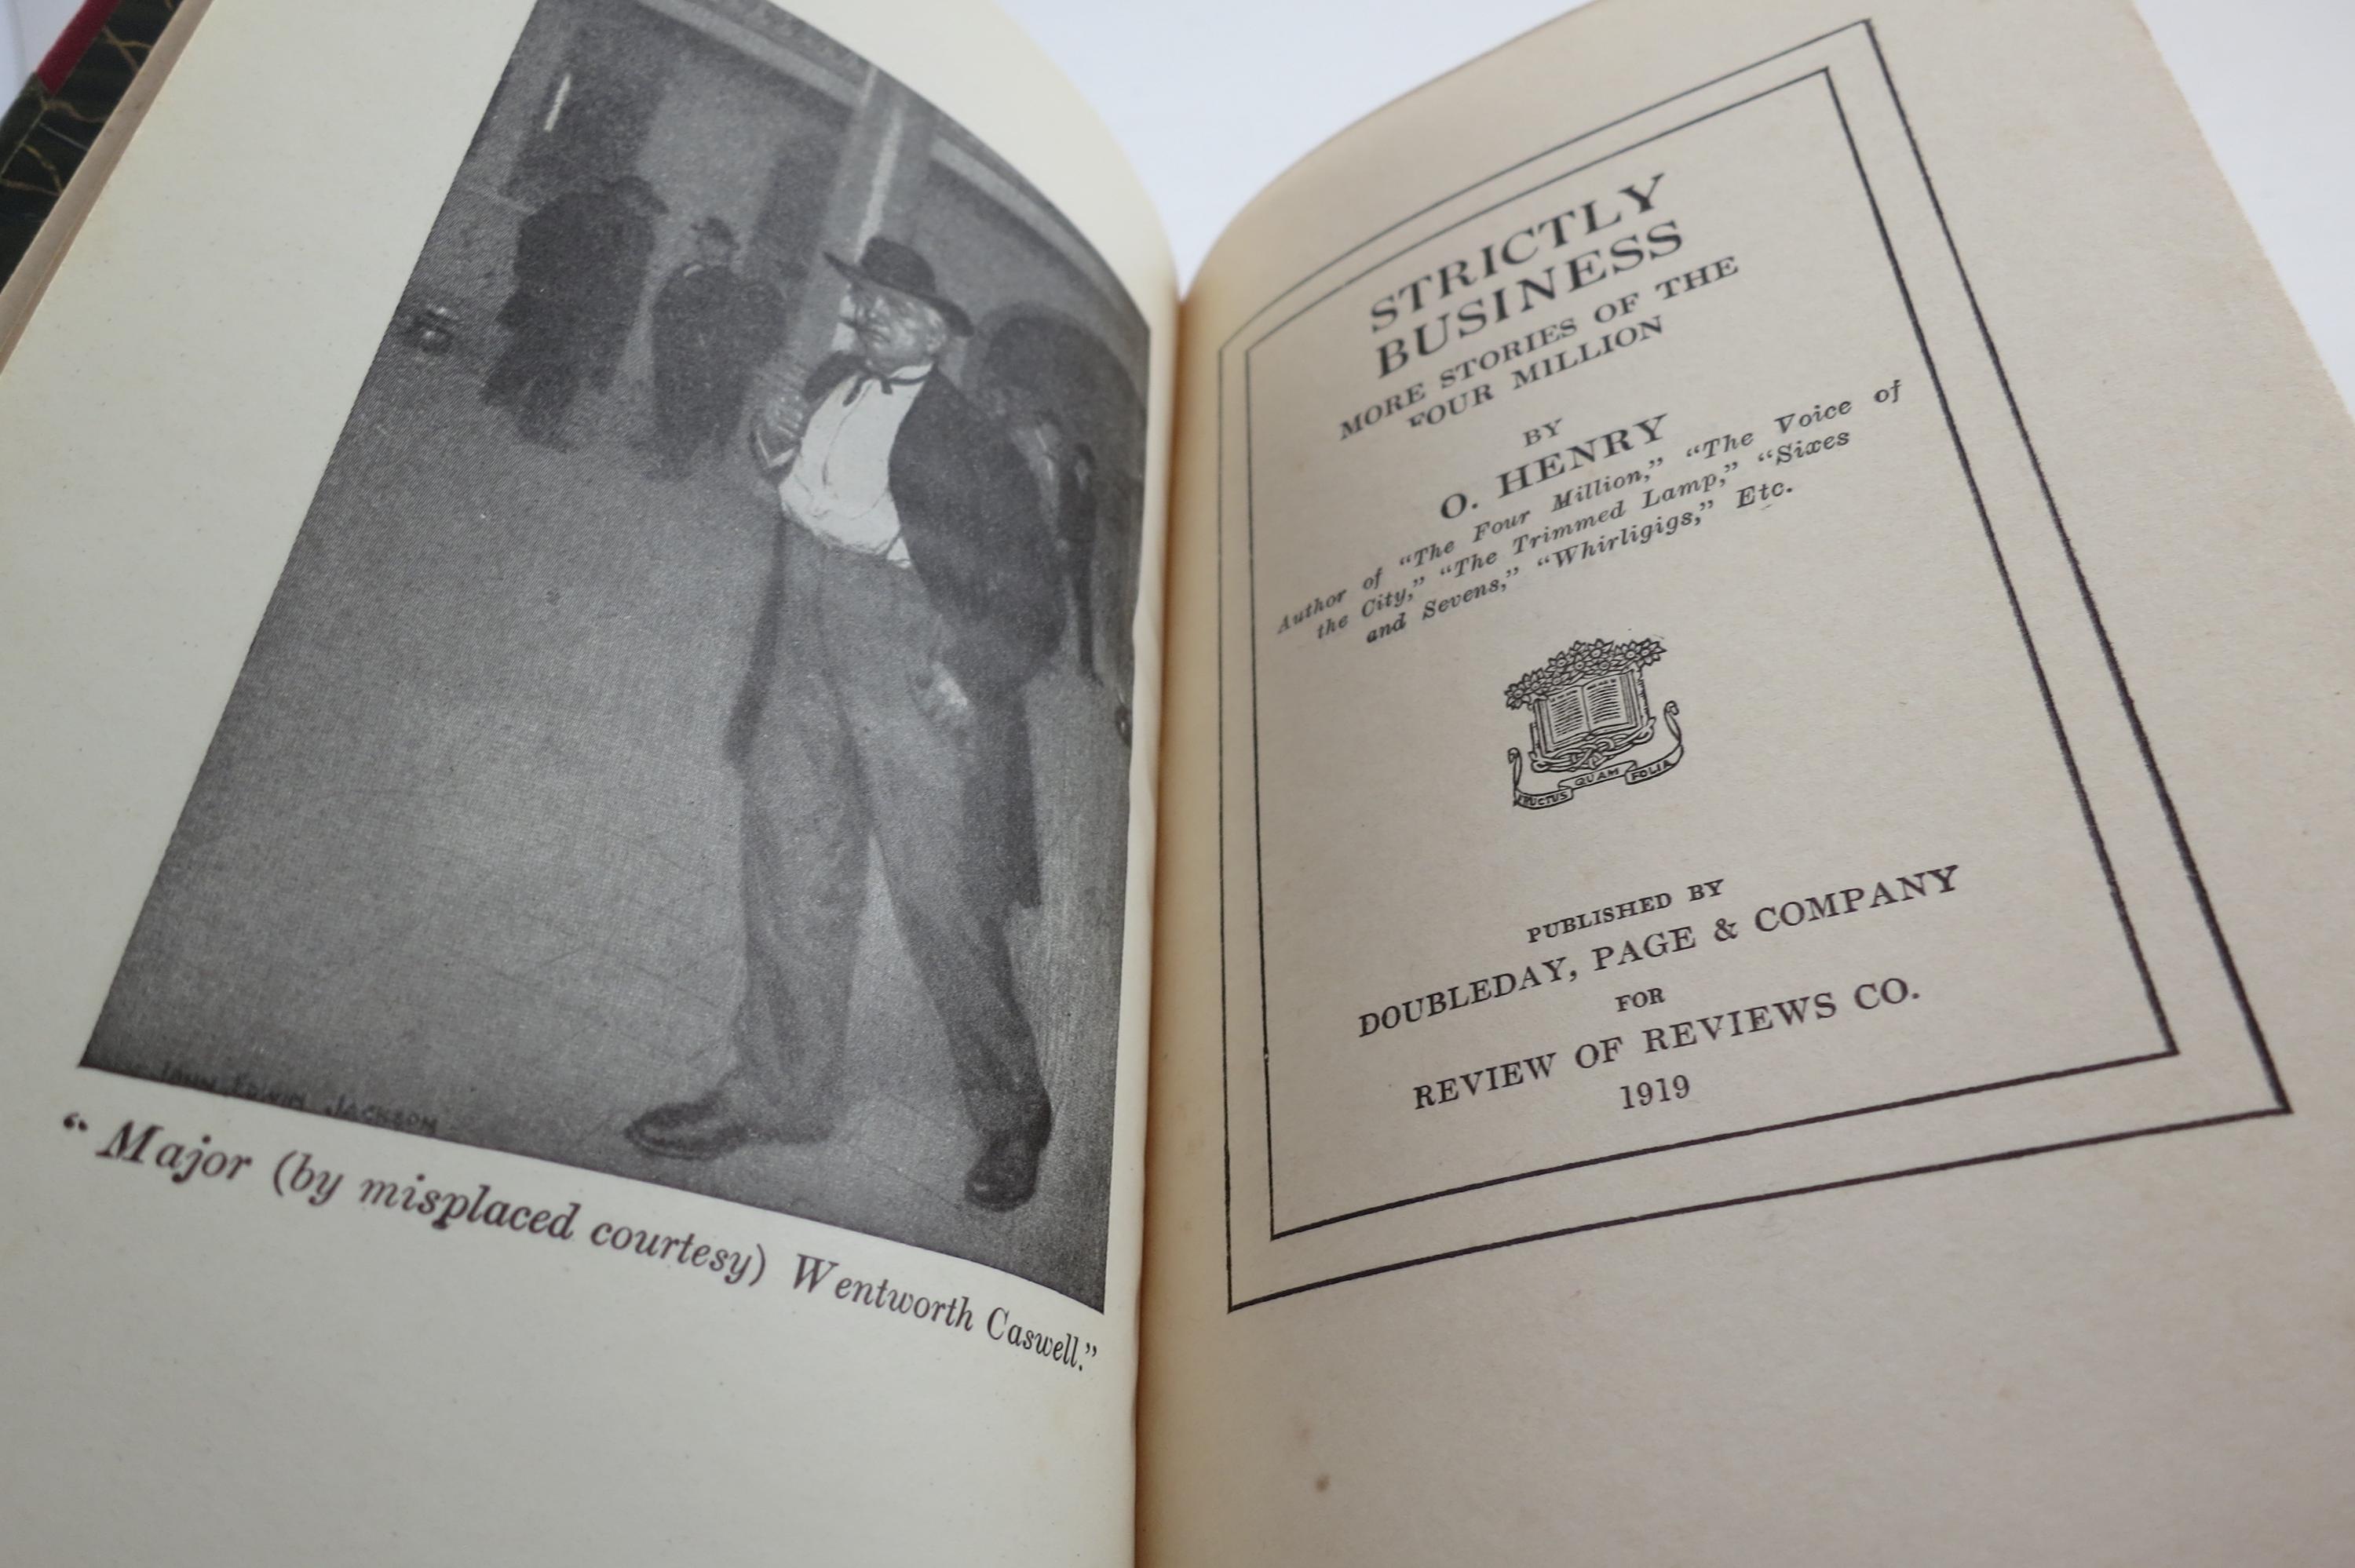 JOHN EDWIN JACKSON
“Major (by misplaced courtesy) Wentworth Caswell.”
STRICTLY
BUSINESS
MORE STORIES OF THE
FOUR MILLION
BY
O. HENRY
Author of “The Four Million,” “The Voice of
the City,” “The Trimmed Lamp,” “Sixes
and Sevens,” “Whirligigs,” Etc.
FRUCTUS QUAM FOLIA
PUBLISHED BY
DOUBLEDAY, PAGE & COMPANY
FOR
REVIEW OF REVIEWS CO.
1919